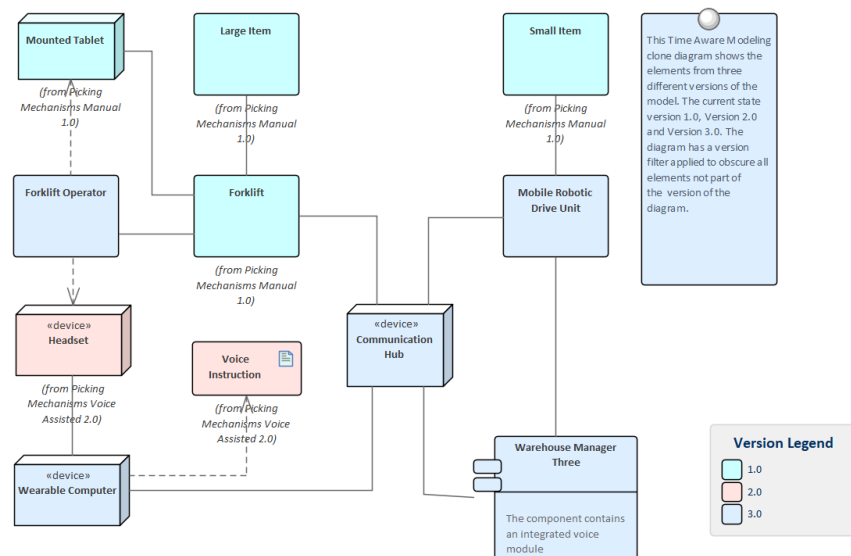 Mounted Tablet
(from Picking
Mechanisms Manual
1.0)
Large Item
(from Picking
Mechanisms Manual
1.0)
Small Item
(from Picking
Mechanisms Manual
1.0)
This Time Aware Modeling
clone diagram shows the
elements from three
different versions of the
model. The current state
version 1.0, Version 2.0
and Version 3.0. The
diagram has a version
filter applied to obscure all
elements not part of
the version of the
diagram.
Forklift Operator
Forklift
(from Picking
Mechanisms Manual
1.0)
Mobile Robotic
Drive Unit
«device»
Headset
(from Picking
Mechanisms Voice
Assisted 2.0)
Voice
Instruction
(from Picking
Mechanisms Voice
Assisted 2.0)
«device»
Communication
Hub
«device»
Wearable Computer
Warehouse Manager
Three
The component contains
an integrated voice
module
Version Legend
1.0
2.0
3.0